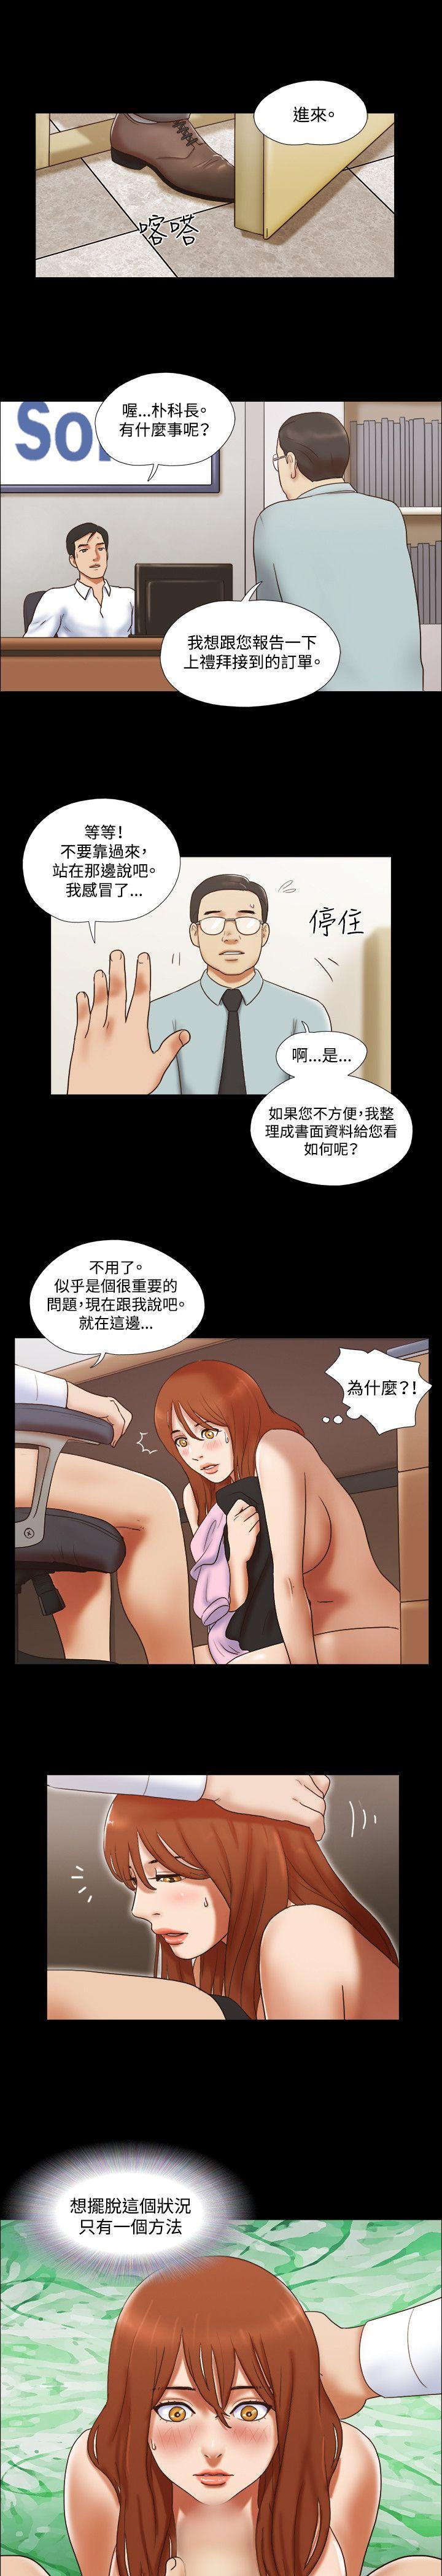 進來。
喀嗒
So
喔...朴科長。
有什麼事呢？
我想跟您報告一下
上禮拜接到的訂單。
等等！
不要靠過來，
站在那邊說吧。
我感冒了...
停住
啊...是...
如果您不方便，我整
理成書面資料給您看
如何呢？
不用了。
似乎是個很重要的
問題，現在跟我說吧。
就在這邊...
為什麼？！
想擺脫這個狀況
只有一個方法